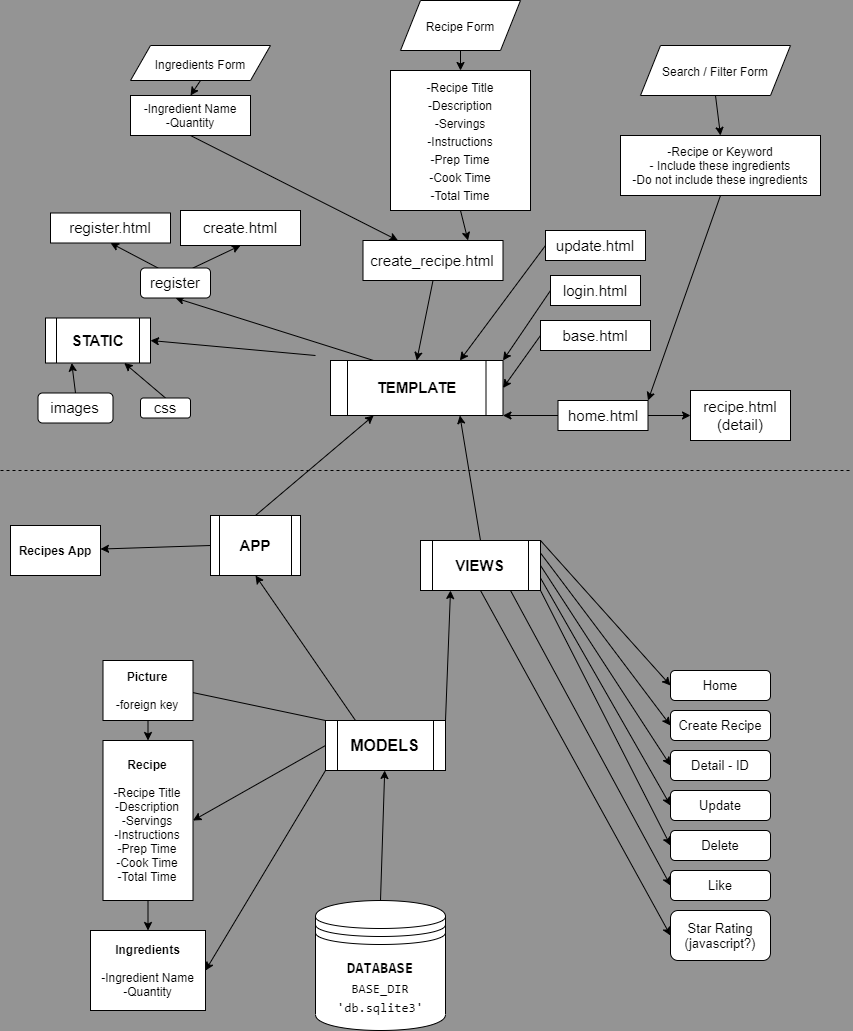 Recipe Form
Ingredients Form
Search / Filter Form
-Ingredient Name
-Quantity
-Recipe Title
-Description
-Servings
-Instructions
-Prep Time
-Cook Time
-Total Time
-Recipe or Keyword
- Include these ingredients
-Do not include these ingredients
register.html
create.html
create_recipe.html
update.html
register
login.html
STATIC
base.html
TEMPLATE
images
css
home.html
recipe.html
(detail)
Recipes App
APP
VIEWS
Picture
-foreign key
Home
Create Recipe
MODELS
Recipe
-Recipe Title
-Description
-Servings
-Instructions
-Prep Time
-Cook Time
-Total Time
Detail - ID
Update
Delete
Like
Star Rating
(javascript?)
Ingredients
-Ingredient Name
-Quantity
DATABASE
BASE_DIR
'db.sqlite3'